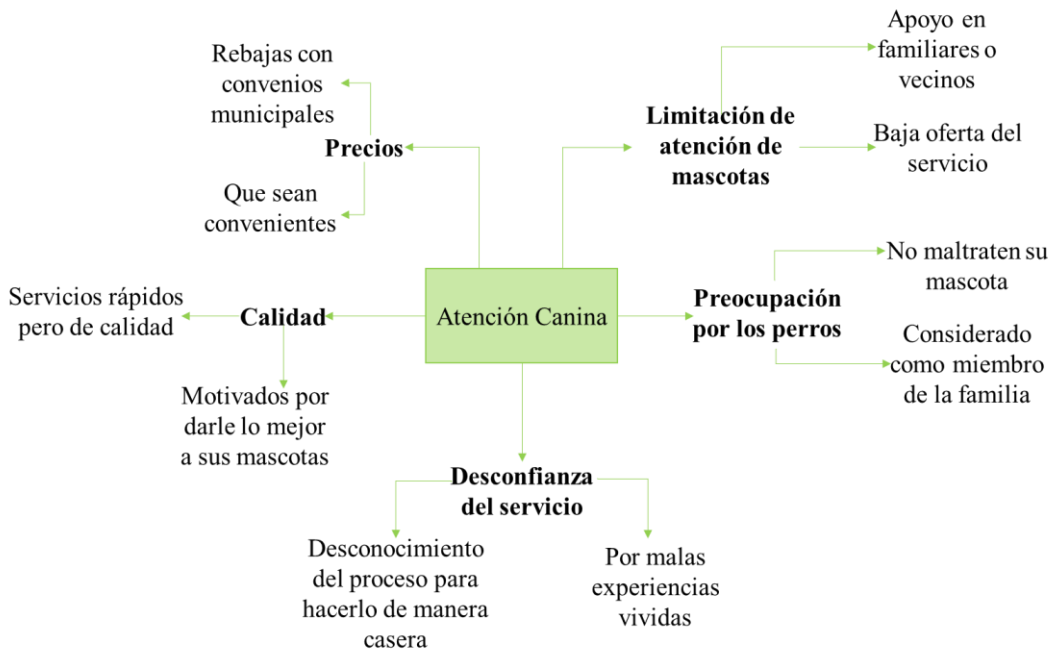 Rebajas con
convenios
municipales
Precios
Que sean
convenientes
Apoyo en
familiares o
vecinos
Limitación de
atención de
mascotas
Baja oferta del
servicio
Servicios rápidos
pero de calidad
Calidad
Motivados por
darle lo mejor
a sus mascotas
Atención Canina
Preocupación
por los perros
No maltraten su
mascota
Considerado
como miembro
de la familia
Desconfianza
del servicio
Desconocimiento
del proceso para
hacerlo de manera
casera
Por malas
experiencias
vividas